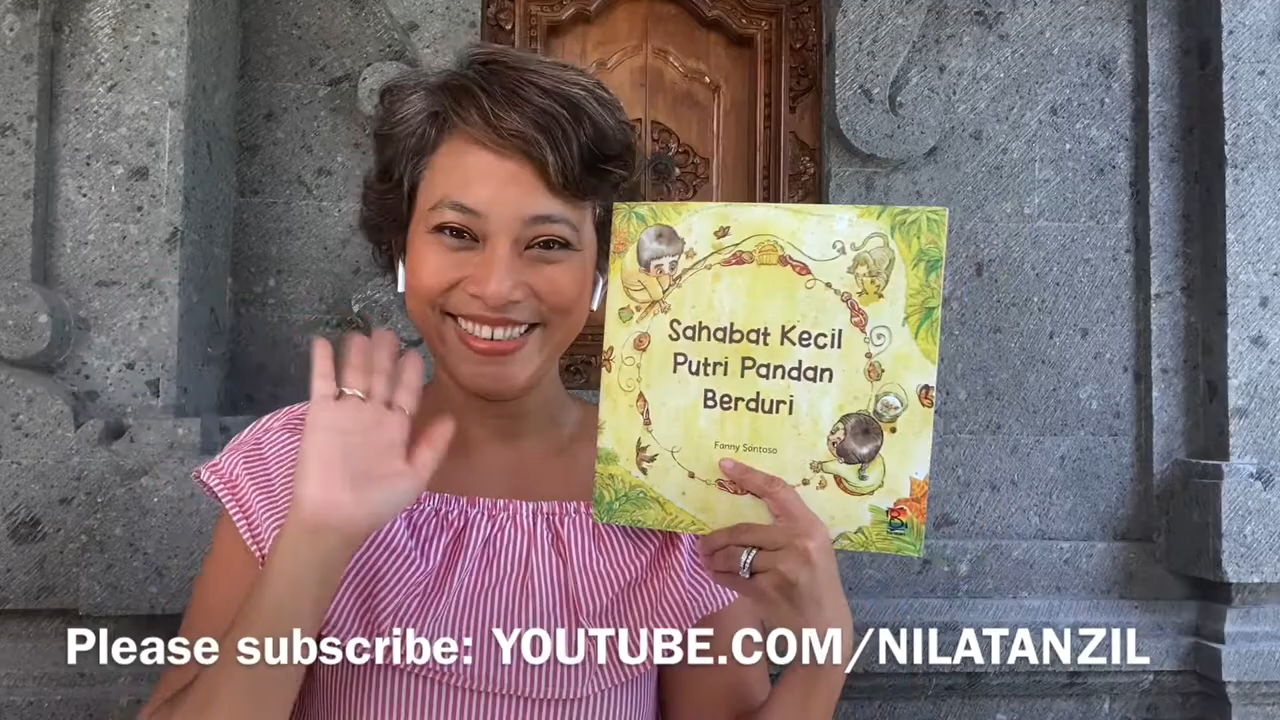 Sahabat Kecil
Putri Pandan
Berduri
Fanny Santoso
Please subscribe: YOUTUBE.COM/NILATANZIL